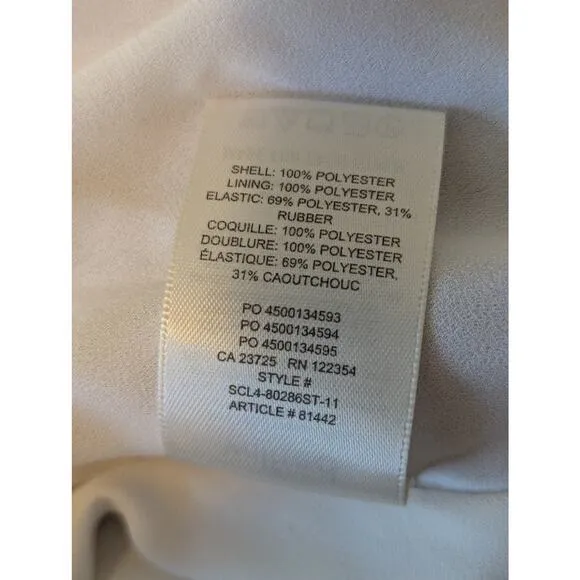 SHELL: 100% POLYESTER
LINING: 100% POLYESTER
ELASTIC: 69% POLYESTER, 31%
RUBBER
COQUILLE: 100% POLYESTER
DOUBLURE: 100% POLYESTER
ÉLASTIQUE: 69% POLYESTER,
31% CAOUTCHOUC
PO 4500134593
PO 4500134594
PO 4500134595
CA 23725 RN 122354
STYLE #
SCL4-80286ST-11
ARTICLE # 81442